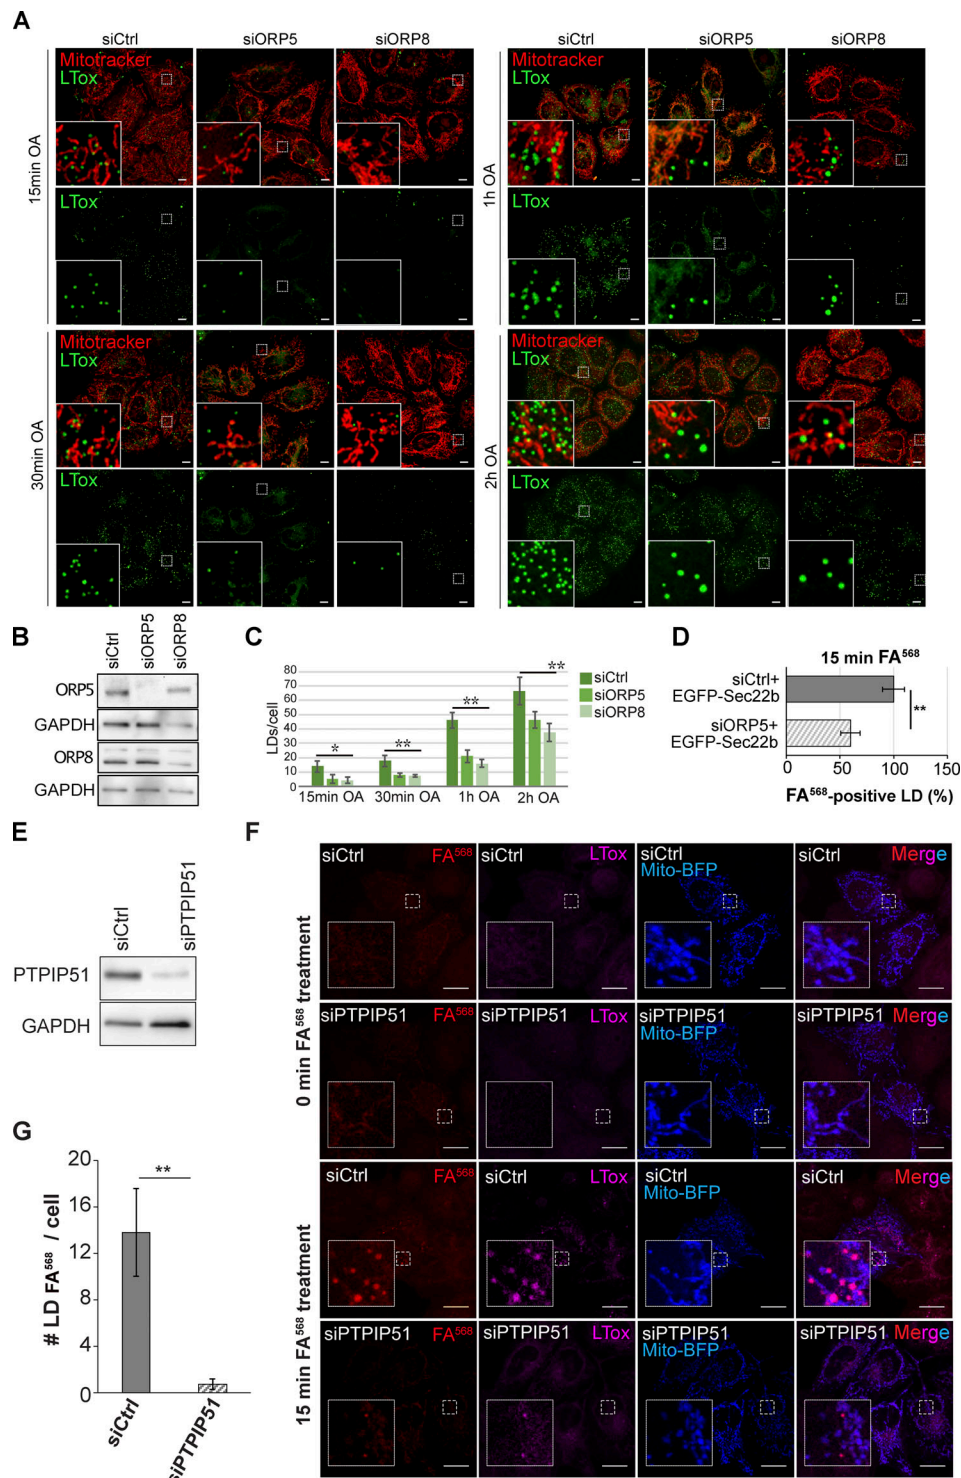 A
siCtrl siORP5 siORP8
siCtrl siORP5 siORP8
15min OA
Mitotracker
LTox
LTox
1h OA
Mitotracker
LTox
LTox
30min OA
Mitotracker
LTox
LTox
2h OA
Mitotracker
LTox
LTox
B
siCtrl siORP5 siORP8
ORP5
GAPDH
ORP8
GAPDH
C
LDs/cell
80
70
60
50
40
30
20
10
0
* ** ** **
siCtrl
siORP5
siORP8
15min OA 30min OA 1h OA 2h OA
D
15 min FA⁵⁶⁸
siCtrl+
EGFP-Sec22b
siORP5+
EGFP-Sec22b
**
0 50 100 150
FA⁵⁶⁸-positive LD (%)
E
siCtrl siPTPIP51
PTPIP51
GAPDH
F
0 min FA⁵⁶⁸ treatment
siCtrl FA⁵⁶⁸
siCtrl LTox
siCtrl Mito-BFP
siCtrl Merge
siPTPIP51 FA⁵⁶⁸
siPTPIP51 LTox
siPTPIP51 Mito-BFP
siPTPIP51 Merge
15 min FA⁵⁶⁸ treatment
siCtrl FA⁵⁶⁸
siCtrl LTox
siCtrl Mito-BFP
siCtrl Merge
siPTPIP51 FA⁵⁶⁸
siPTPIP51 LTox
siPTPIP51 Mito-BFP
siPTPIP51 Merge
G
# LD FA⁵⁶⁸ / cell
20
16
12
8
4
0
**
siCtrl
siPTPIP51